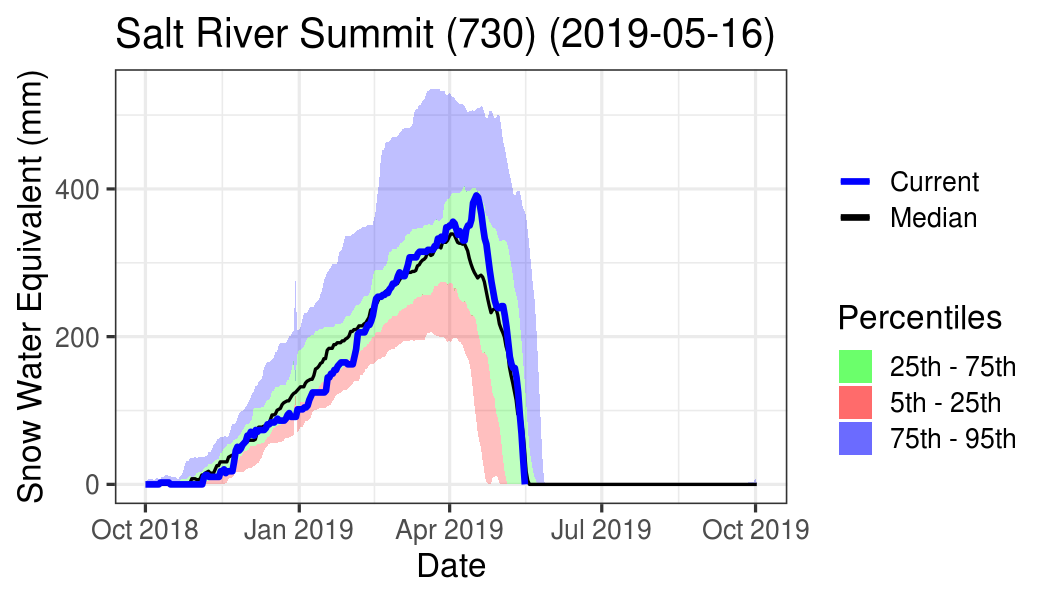 Salt River Summit (730) (2019-05-16)
Snow Water Equivalent (mm)
400
200
0
Oct 2018
Jan 2019
Apr 2019
Jul 2019
Oct 2019
Date
Current
Median
Percentiles
25th - 75th
5th - 25th
75th - 95th